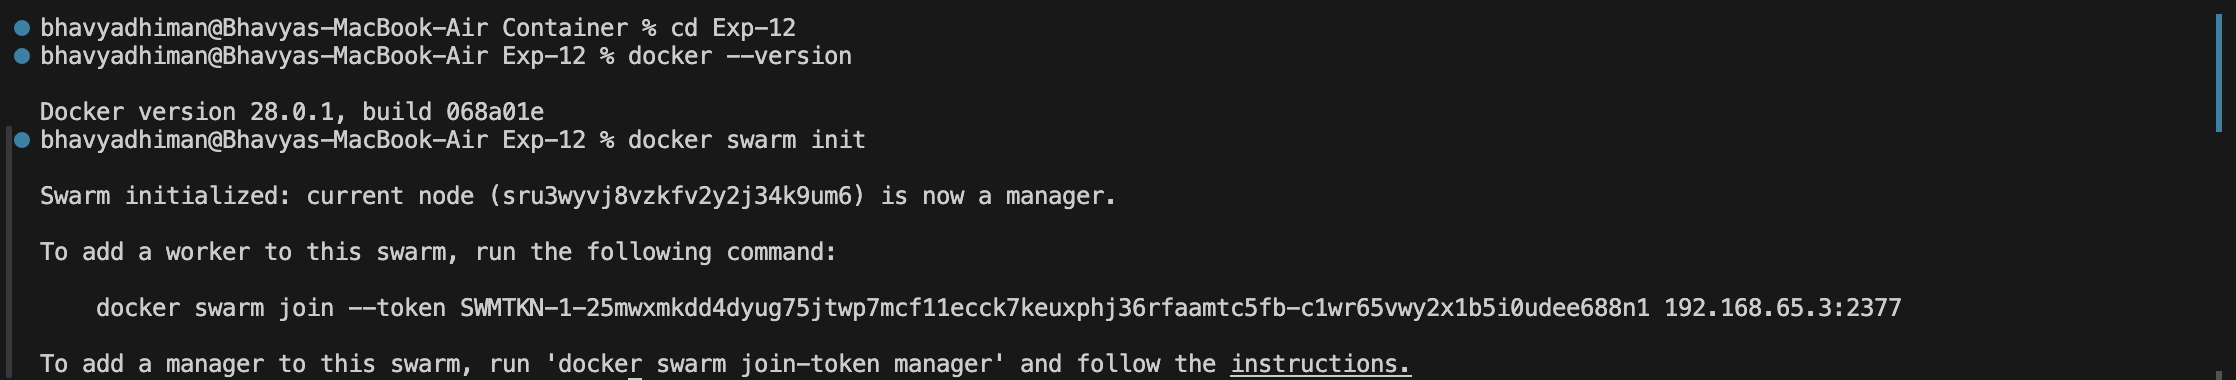 bhavyadhiman@Bhavyas-MacBook-Air Container % cd Exp-12
bhavyadhiman@Bhavyas-MacBook-Air Exp-12 % docker --version
Docker version 28.0.1, build 068a01e
bhavyadhiman@Bhavyas-MacBook-Air Exp-12 % docker swarm init
Swarm initialized: current node (sru3wyvj8vzkfv2y2j34k9um6) is now a manager.
To add a worker to this swarm, run the following command:
docker swarm join --token SWMTKN-1-25mwxmkdd4dyug75jtwp7mcf11ecck7keuxphj36rfaamtc5fb-c1wr65vwy2x1b5i0udee688n1 192.168.65.3:2377
To add a manager to this swarm, run 'docker swarm join-token manager' and follow the instructions.